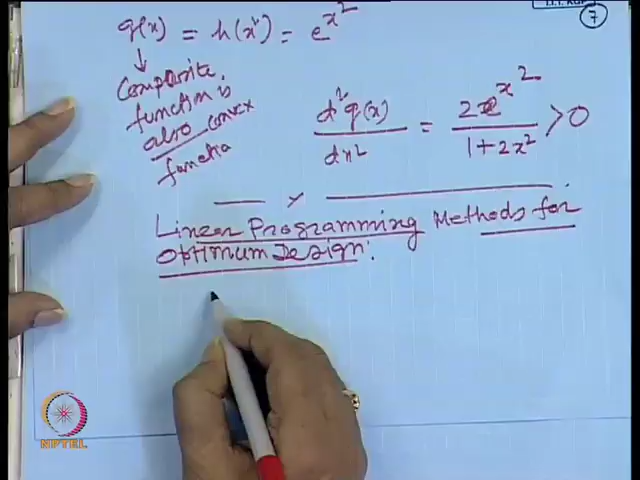 g(x) = h(x²) = e^{x²}
↓
Composite
function is
also convex
function
d²g(x)/dx² = 2e^{x²}/(1+2x²) > 0
— x —
Linear Programming Methods for
Optimum Design.
7
NPTEL